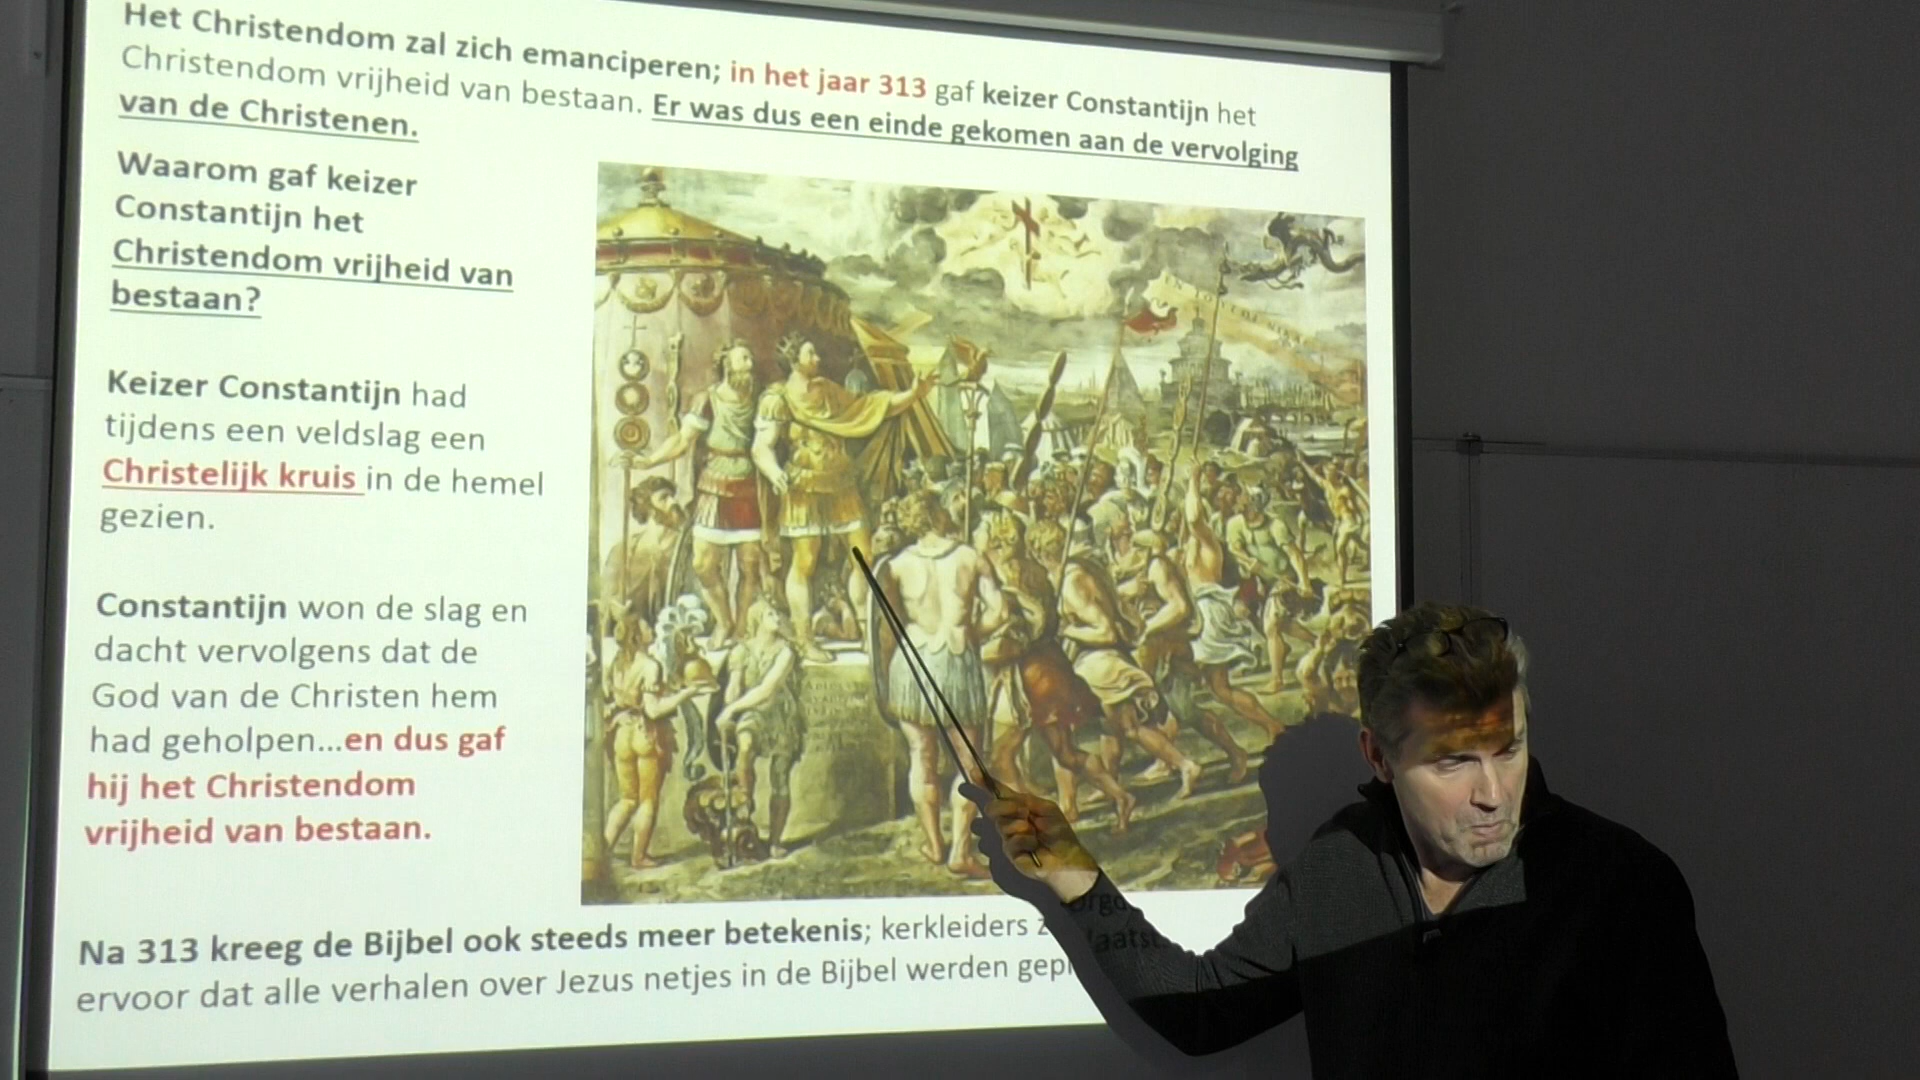 Het Christendom zal zich emanciperen; in het jaar 313 gaf keizer Constantijn het
Christendom vrijheid van bestaan. Er was dus een einde gekomen aan de vervolging
van de Christenen.
Waarom gaf keizer
Constantijn het
Christendom vrijheid van
bestaan?
Keizer Constantijn had
tijdens een veldslag een
Christelijk kruis in de hemel
gezien.
Constantijn won de slag en
dacht vervolgens dat de
God van de Christen hem
had geholpen...en dus gaf
hij het Christendom
vrijheid van bestaan.
Na 313 kreeg de Bijbel ook steeds meer betekenis; kerkleiders
ervoor dat alle verhalen over Jezus netjes in de Bijbel werden